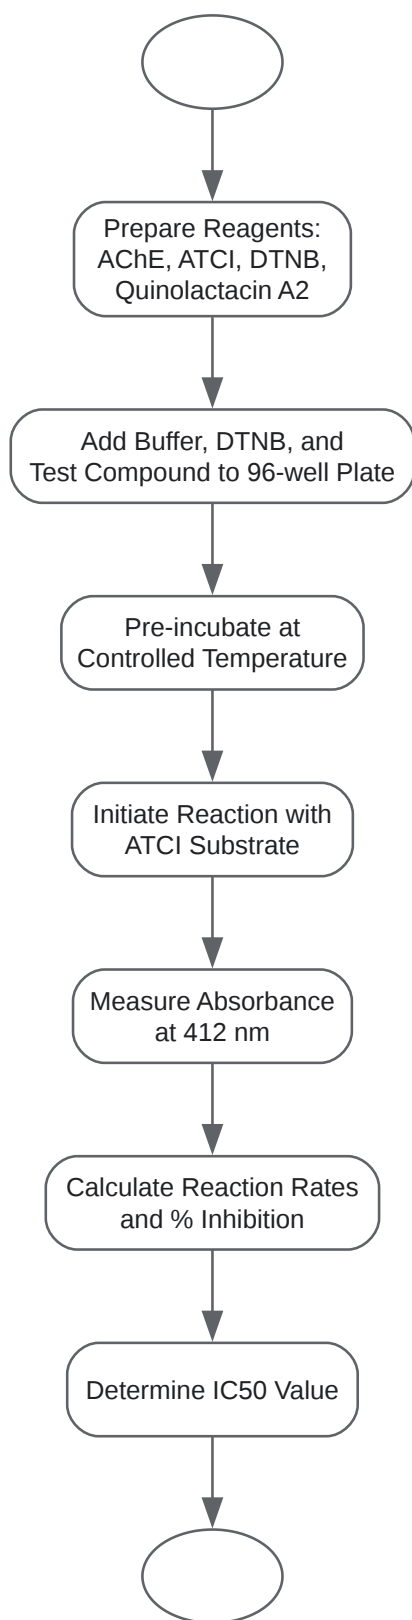 Prepare Reagents:
AChE, ATCI, DTNB,
Quinolactacin A2
Add Buffer, DTNB, and
Test Compound to 96-well Plate
Pre-incubate at
Controlled Temperature
Initiate Reaction with
ATCI Substrate
Measure Absorbance
at 412 nm
Calculate Reaction Rates
and % Inhibition
Determine IC50 Value